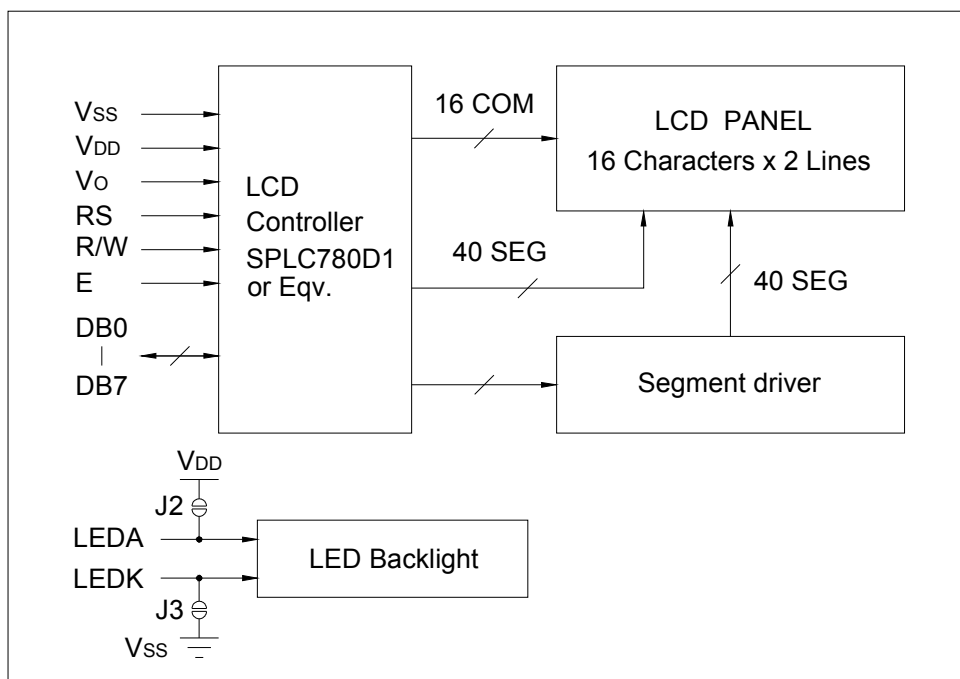 VSS
VDD
VO
RS
R/W
E
DB0
DB7
LCD
Controller
SPLC780D1
or Eqv.
16 COM
40 SEG
LCD PANEL
16 Characters x 2 Lines
40 SEG
Segment driver
VDD
J2
LEDA
LEDK
J3
VSS
LED Backlight